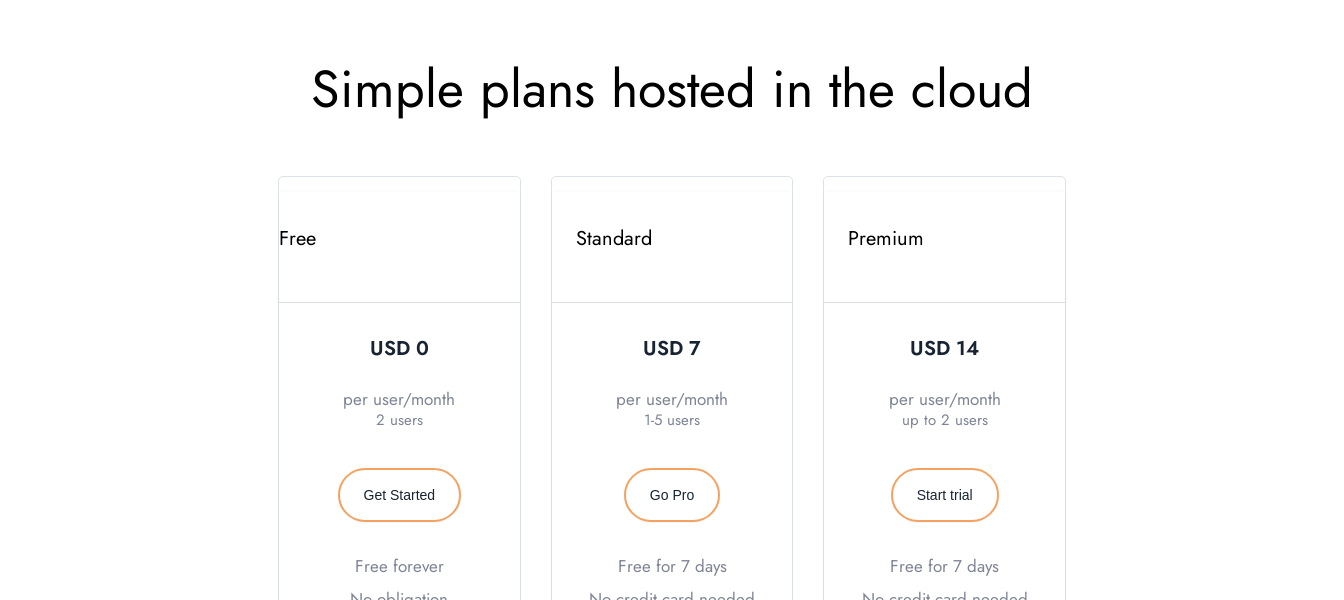 Simple plans hosted in the cloud
Free
Standard
Premium
USD 0
USD 7
USD 14
per user/month
2 users
per user/month
1-5 users
per user/month
up to 2 users
Get Started
Go Pro
Start trial
Free forever
Free for 7 days
Free for 7 days
No obligation
No credit card needed
No credit card needed